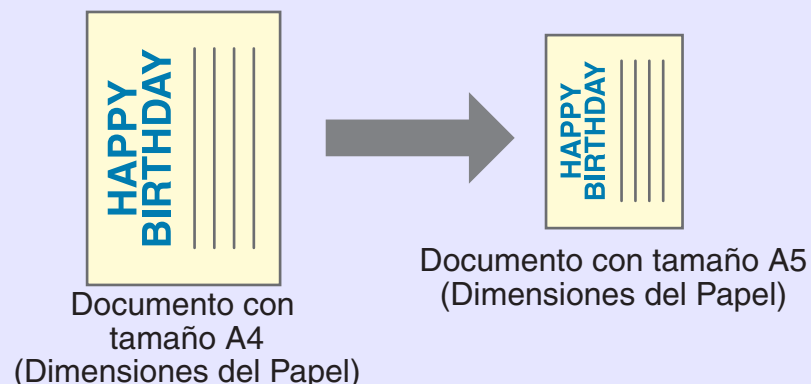 HAPPY
BIRTHDAY
HAPPY
BIRTHDAY
Documento con
tamaño A4
(Dimensiones del Papel)
Documento con tamaño A5
(Dimensiones del Papel)